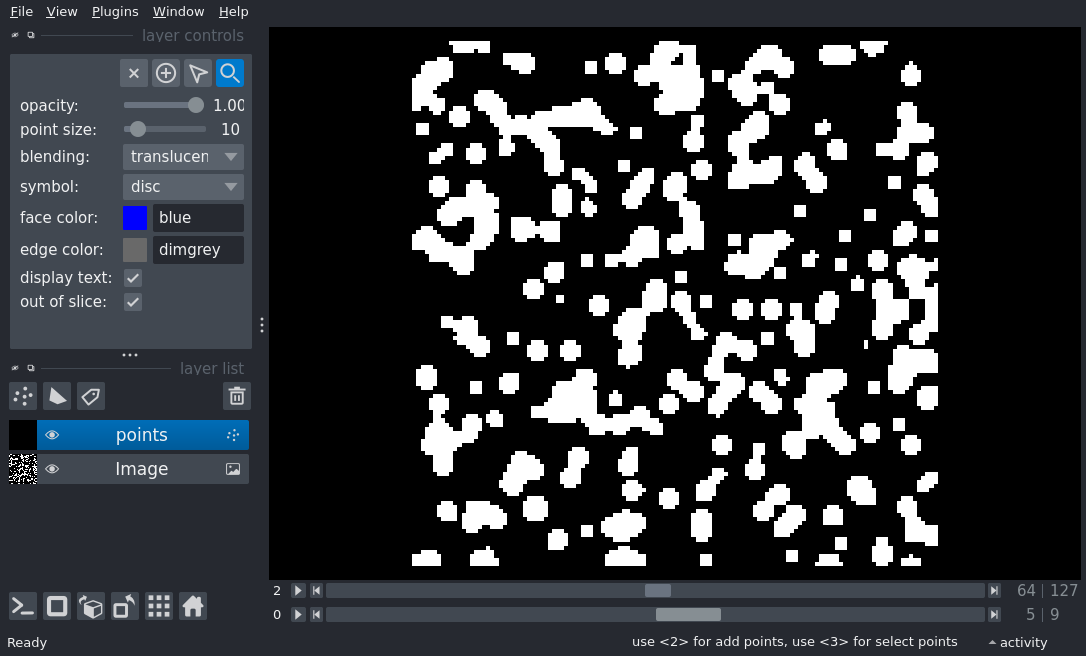 File View Plugins Window Help
layer controls
opacity: 1.00
point size: 10
blending: translucen
symbol: disc
face color: blue
edge color: dimgrey
display text:
out of slice:
layer list
points
Image
2 64 | 127
0 5 | 9
Ready use <2> for add points, use <3> for select points activity